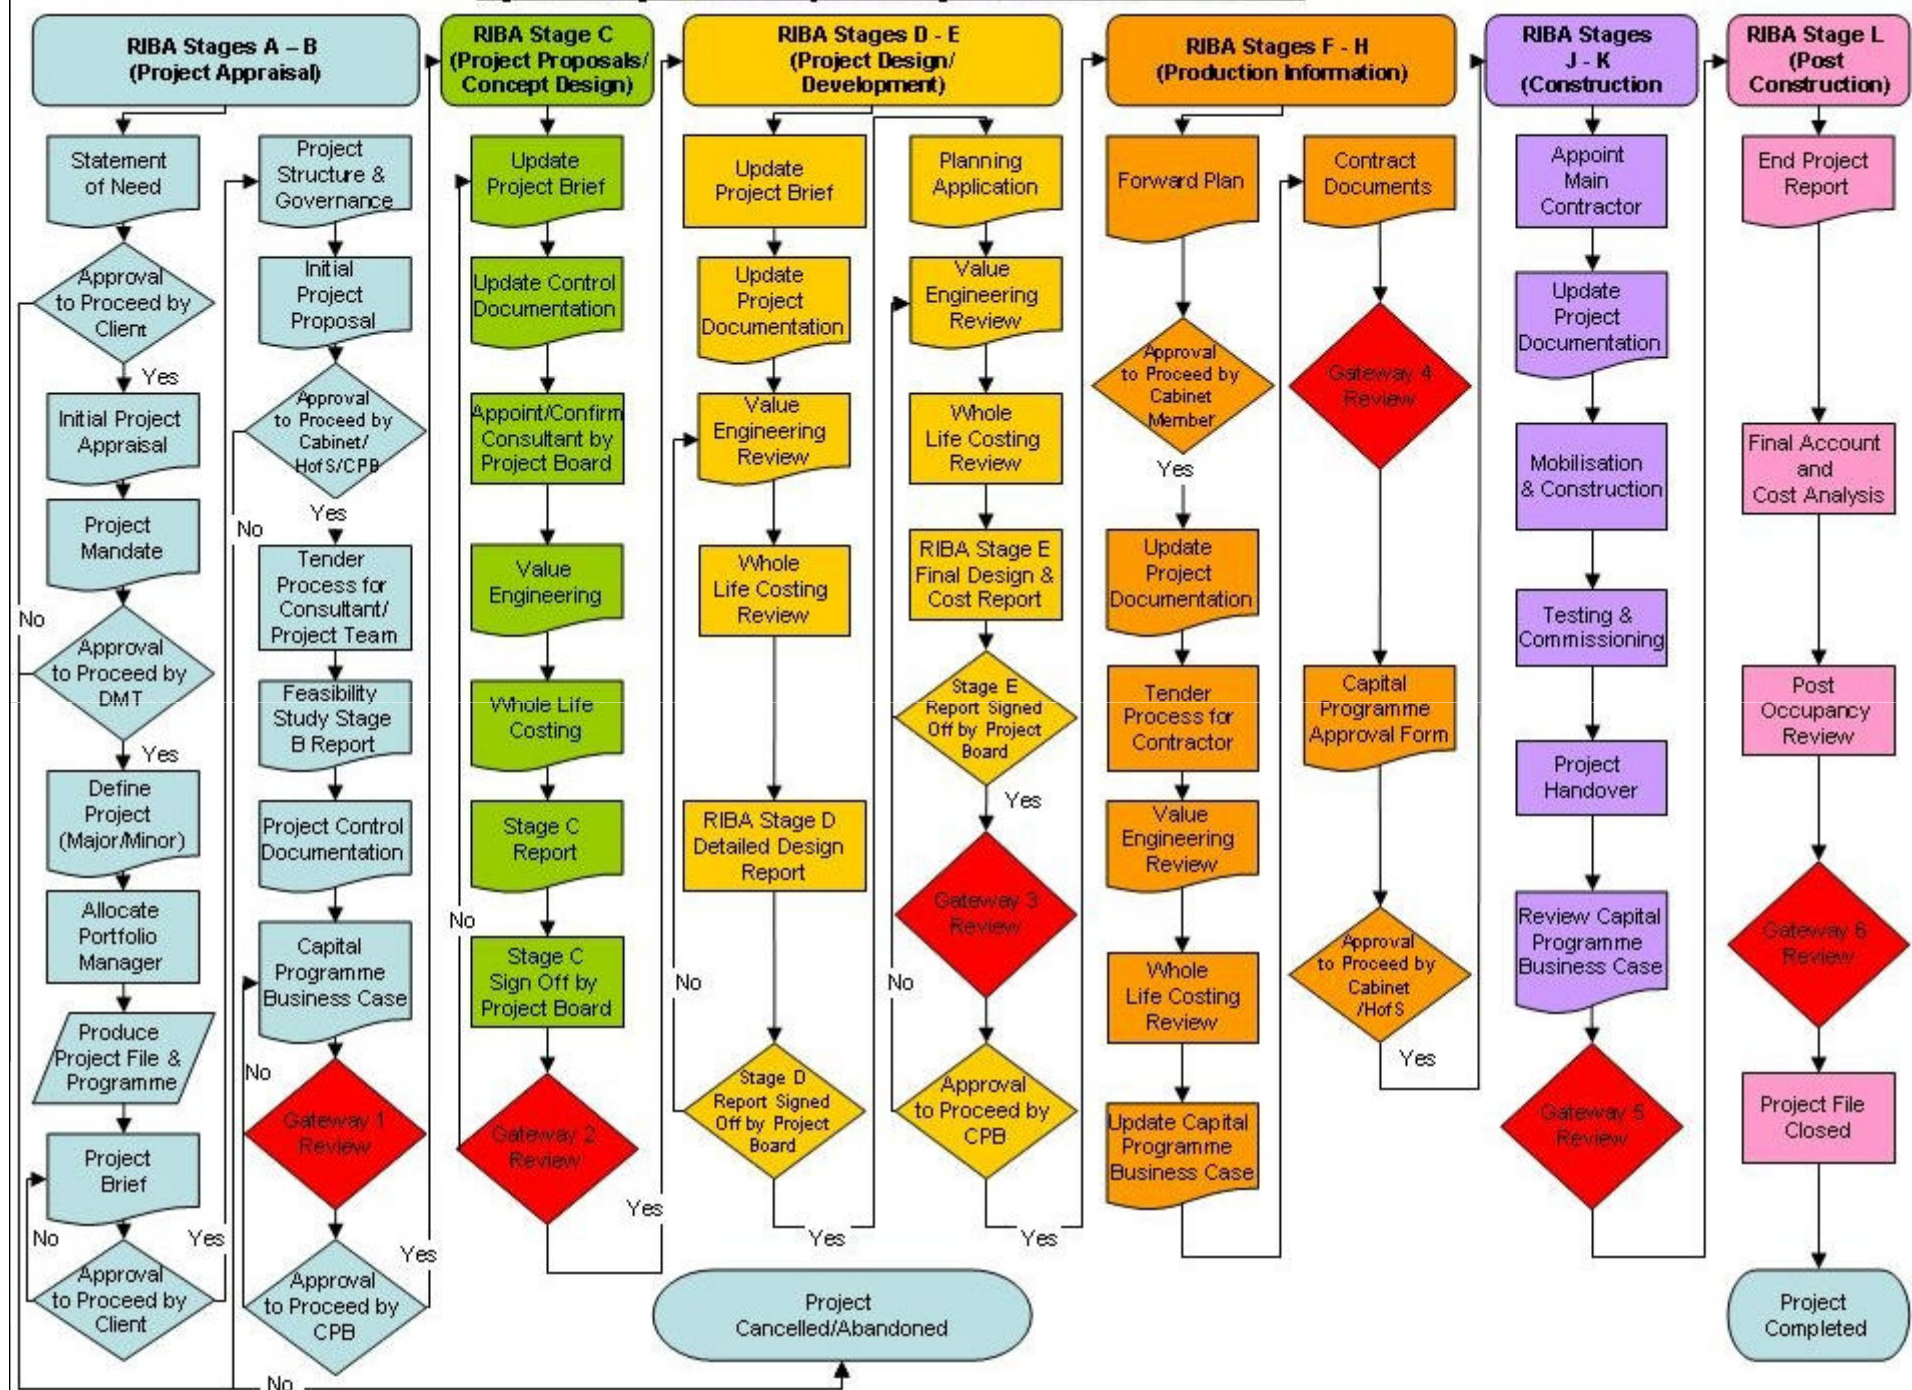 RIBA Stages A – B
(Project Appraisal)
Statement
of Need
Approval
to Proceed by
Client
Yes
Initial Project
Appraisal
Project
Mandate
No
Approval
to Proceed by
DMT
Yes
Define
Project
(Major/Minor)
Allocate
Portfolio
Manager
Produce
Project File &
Programme
Project
Brief
No
Yes
Approval
to Proceed by
Client
No
Project
Structure &
Governance
Initial
Project
Proposal
Approval
to Proceed by
Cabinet/
HofS/CPB
Yes
No
Tender
Process for
Consultant/
Project Team
Feasibility
Study Stage
B Report
Project Control
Documentation
Capital
Programme
Business Case
No
Gateway 1
Review
Yes
Approval
to Proceed by
CPB
RIBA Stage C
(Project Proposals/
Concept Design)
Update
Project Brief
Update Control
Documentation
Appoint/Confirm
Consultant by
Project Board
Value
Engineering
Whole Life
Costing
Stage C
Report
No
Stage C
Sign Off by
Project Board
Gateway 2
Review
Yes
RIBA Stages D - E
(Project Design/
Development)
Update
Project Brief
Update
Project
Documentation
Value
Engineering
Review
Whole
Life Costing
Review
RIBA Stage D
Detailed Design
Report
No
Stage D
Report Signed
Off by Project
Board
Yes
Planning
Application
Value
Engineering
Review
Whole
Life Costing
Review
RIBA Stage E
Final Design &
Cost Report
Stage E
Report Signed
Off by Project
Board
Yes
Gateway 3
Review
No
Approval
to Proceed by
CPB
Yes
Project
Cancelled/Abandoned
RIBA Stages F - H
(Production Information)
Forward Plan
Approval
to Proceed by
Cabinet
Member
Yes
Update
Project
Documentation
Tender
Process for
Contractor
Value
Engineering
Review
Whole
Life Costing
Review
Update Capital
Programme
Business Case
Contract
Documents
Gateway 4
Review
Capital
Programme
Approval Form
Approval
to Proceed by
Cabinet
/HofS
Yes
RIBA Stages
J - K
(Construction
Appoint
Main
Contractor
Update
Project
Documentation
Mobilisation
& Construction
Testing &
Commissioning
Project
Handover
Review Capital
Programme
Business Case
Gateway 5
Review
RIBA Stage L
(Post
Construction)
End Project
Report
Final Account
and
Cost Analysis
Post
Occupancy
Review
Gateway 6
Review
Project File
Closed
Project
Completed